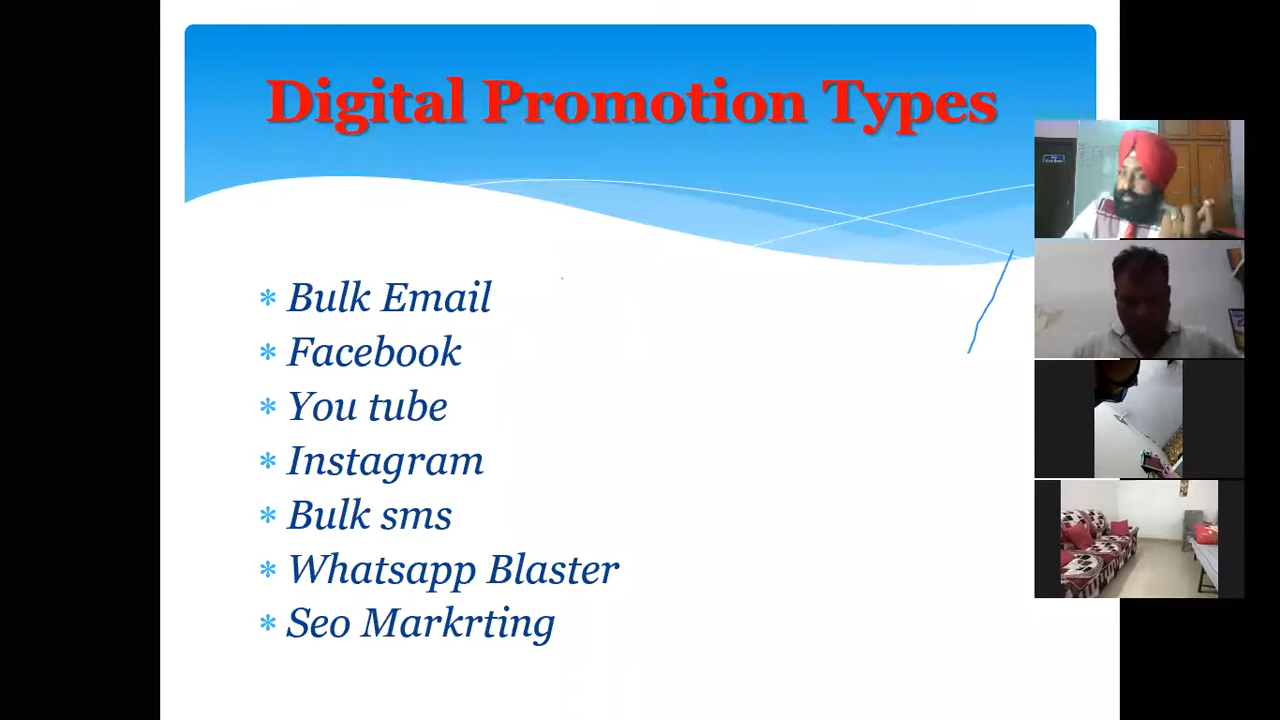 Digital Promotion Types
* Bulk Email
* Facebook
* You tube
* Instagram
* Bulk sms
* Whatsapp Blaster
* Seo Markrting